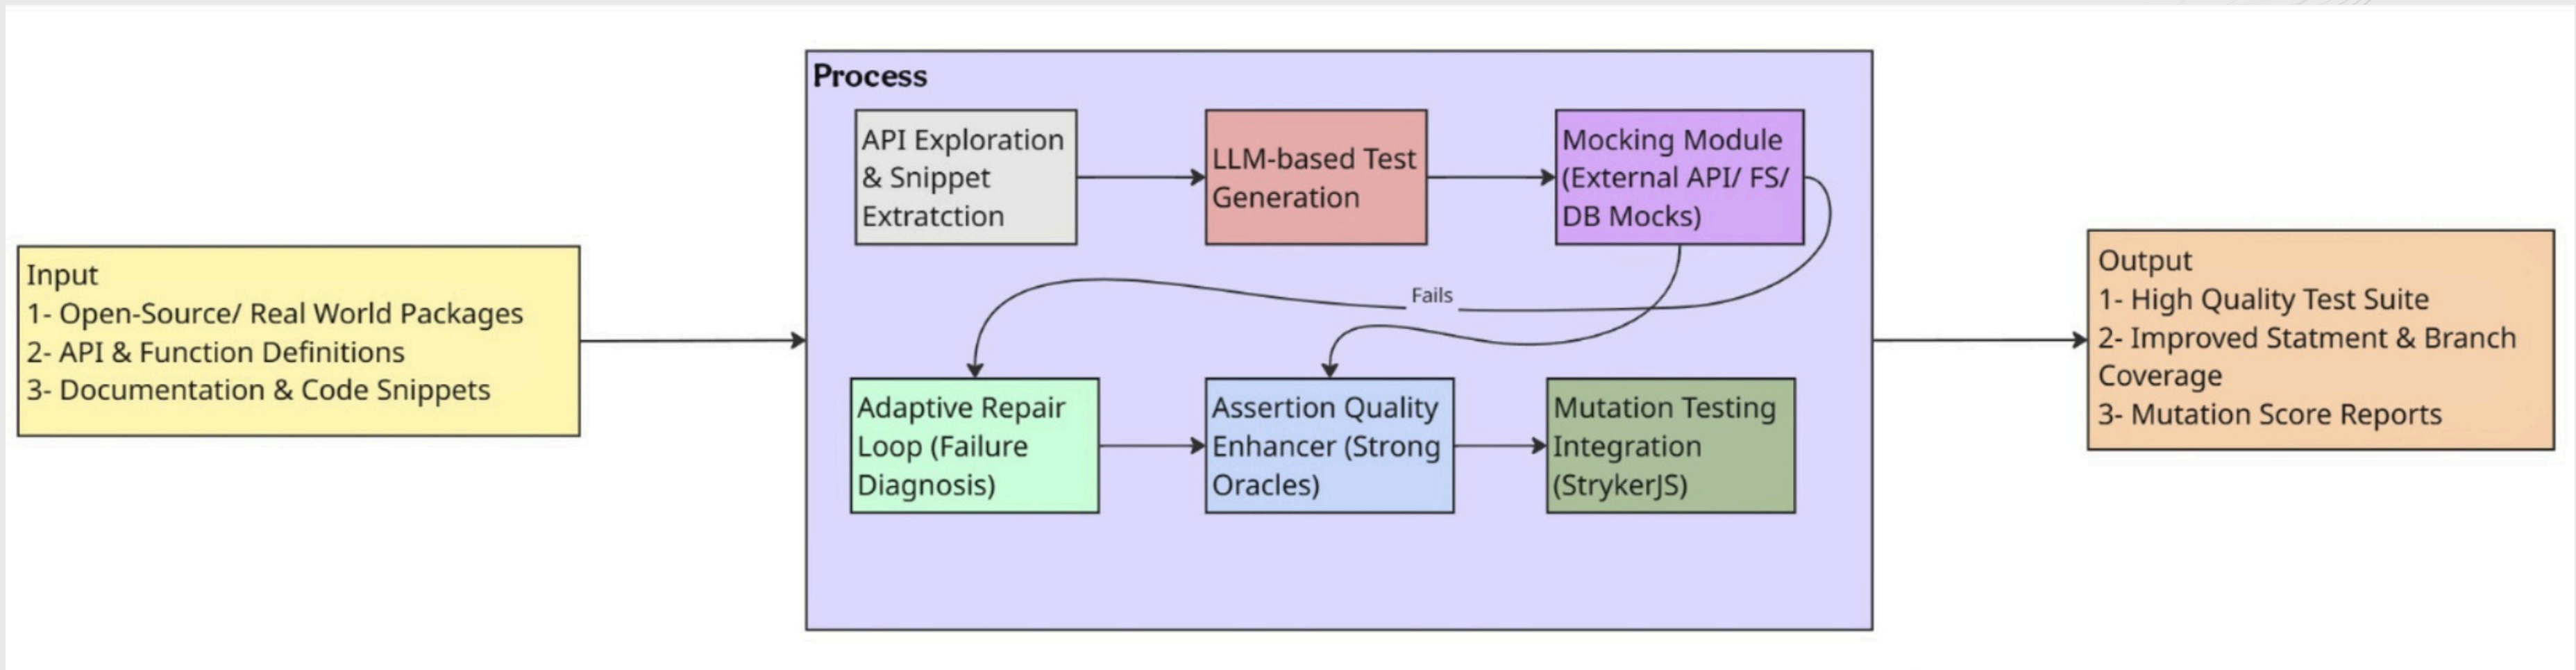 Process
API Exploration
& Snippet
Extratction
LLM-based Test
Generation
Mocking Module
(External API/ FS/
DB Mocks)
Input
1- Open-Source/ Real World Packages
2- API & Function Definitions
3- Documentation & Code Snippets
Fails
Adaptive Repair
Loop (Failure
Diagnosis)
Assertion Quality
Enhancer (Strong
Oracles)
Mutation Testing
Integration
(StrykerJS)
Output
1- High Quality Test Suite
2- Improved Statment & Branch
Coverage
3- Mutation Score Reports